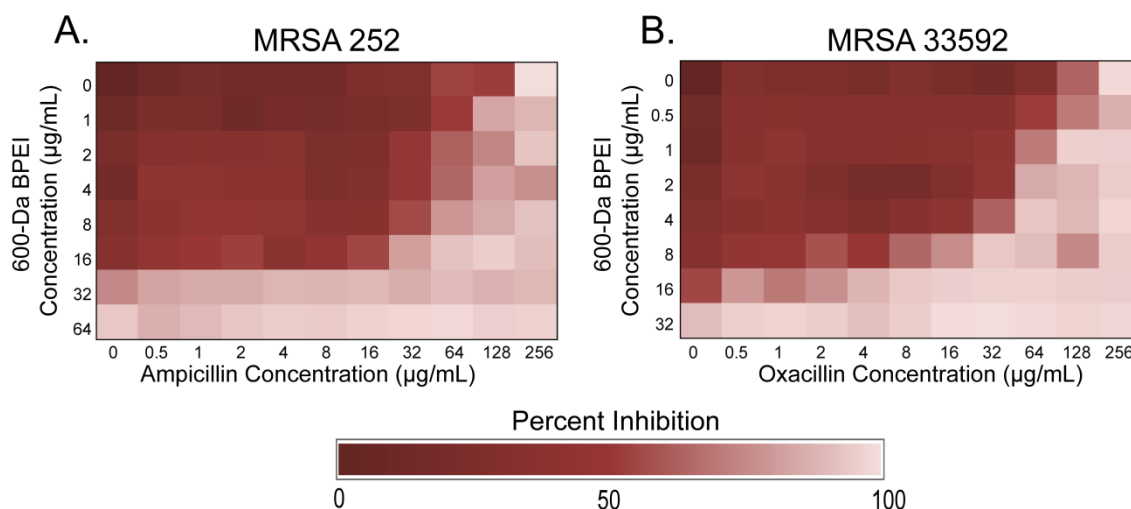 A.
MRSA 252
600-Da BPEI
Concentration (µg/mL)
0
1
2
4
8
16
32
64
0 0.5 1 2 4 8 16 32 64 128 256
Ampicillin Concentration (µg/mL)
B.
MRSA 33592
600-Da BPEI
Concentration (µg/mL)
0
0.5
1
2
4
8
16
32
0 0.5 1 2 4 8 16 32 64 128 256
Oxacillin Concentration (µg/mL)
Percent Inhibition
0 50 100